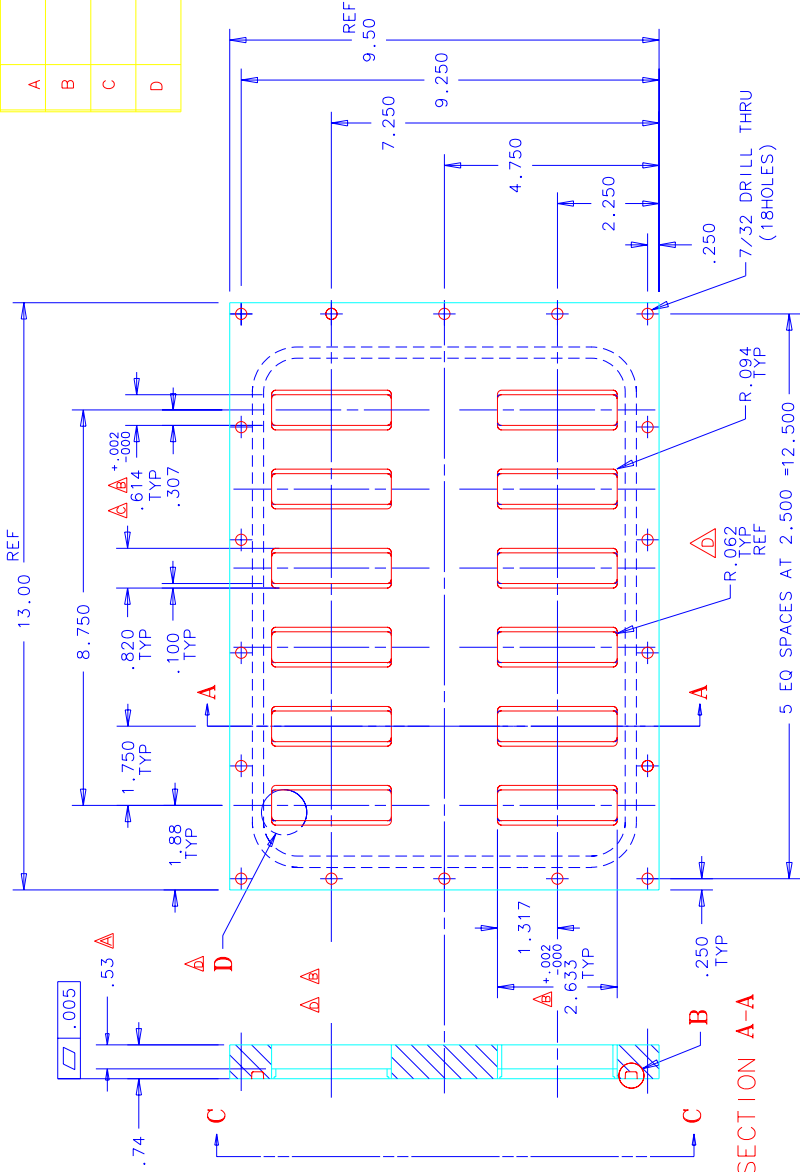 A
B
C
D
REF
9.50
9.250
7.250
4.750
2.250
.250
7/32 DRILL THRU
(18HOLES)
13.00 REF
8.750
C B +.002
-.000
.614
TYP
.307
.820
TYP
.100
TYP
1.750
TYP
1.88
TYP
A
A
R.094
TYP
D
R.062
TYP
REF
5 EQ SPACES AT 2.500 =12.500
D
D
D B
1.317
B +.002
-.000
2.633
TYP
.250
TYP
.005
.53 A
.74
B
C
C
SECTION A-A